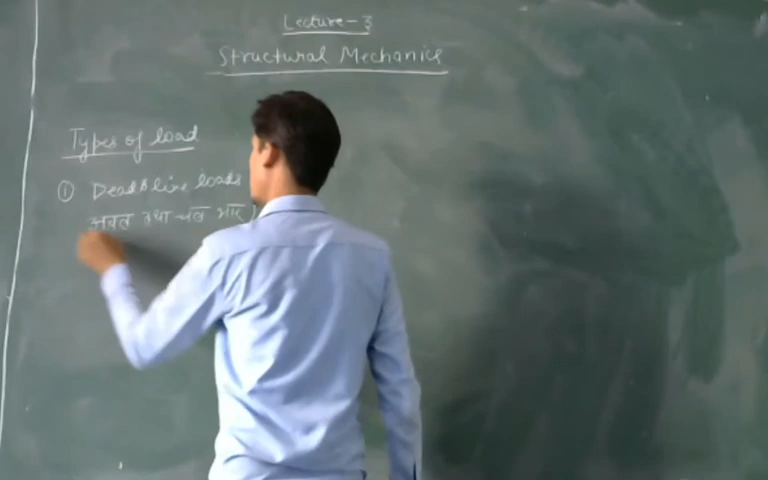 Lecture-3
Structural Mechanics
Types of load
① Dead & live loads
अचल तथा चल भार)